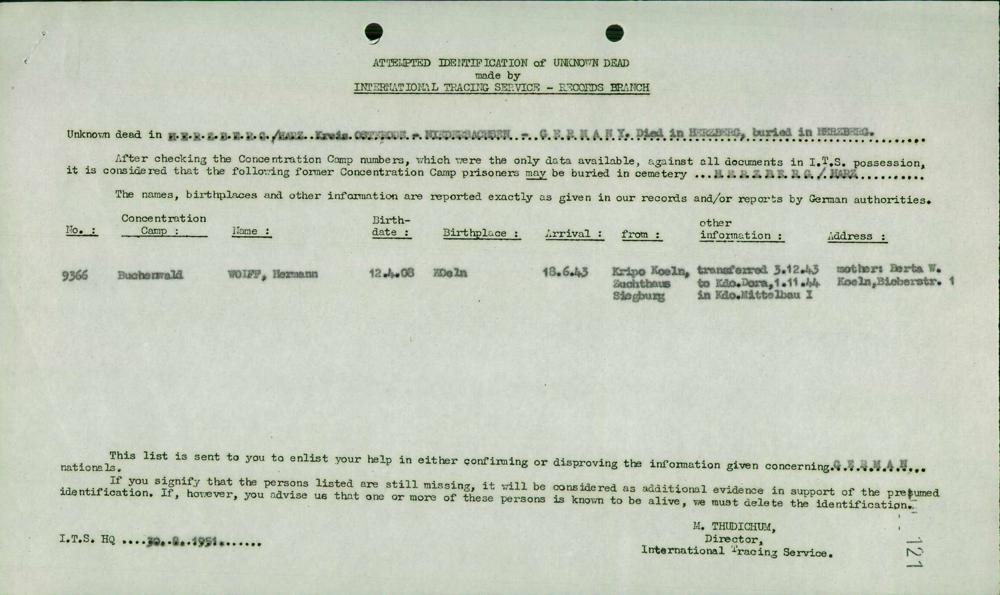 ATTEMPTED IDENTIFICATION of UNKNOWN DEAD
made by
INTERNATIONAL TRACING SERVICE - RECORDS BRANCH
Unknown dead in H.E.R.Z.B.E.R.G./HARZ. Kreis OSTERODE - NIEDERSACHSEN - G.E.R.M.A.N.Y. Died in HERZBERG, buried in HERZBERG.
After checking the Concentration Camp numbers, which were the only data available, against all documents in I.T.S. possession,
it is considered that the following former Concentration Camp prisoners may be buried in cemetery ...H.E.R.Z.B.E.R.G./ HARZ..........
The names, birthplaces and other information are reported exactly as given in our records and/or reports by German authorities.
No. : Concentration Camp : Name : Birth-date : Birthplace : Arrival : from : other information : Address :
9366 Buchenwald WOLFF, Hermann 12.4.08 Koeln 18.6.43 Kripo Koeln, transferred 3.12.43 mother: Berta W.
Zuchthaus to Kdo.Dora,1.11.44 Koeln,Bieberstr. 1
Siegburg in Kdo.Mittelbau I
This list is sent to you to enlist your help in either confirming or disproving the information given concerning.G.E.R.M.A.N...
nationals.
If you signify that the persons listed are still missing, it will be considered as additional evidence in support of the presumed
identification. If, however, you advise us that one or more of these persons is known to be alive, we must delete the identification.
M. THUDICHUM,
Director,
International Tracing Service.
I.T.S. HQ 1951.......
121